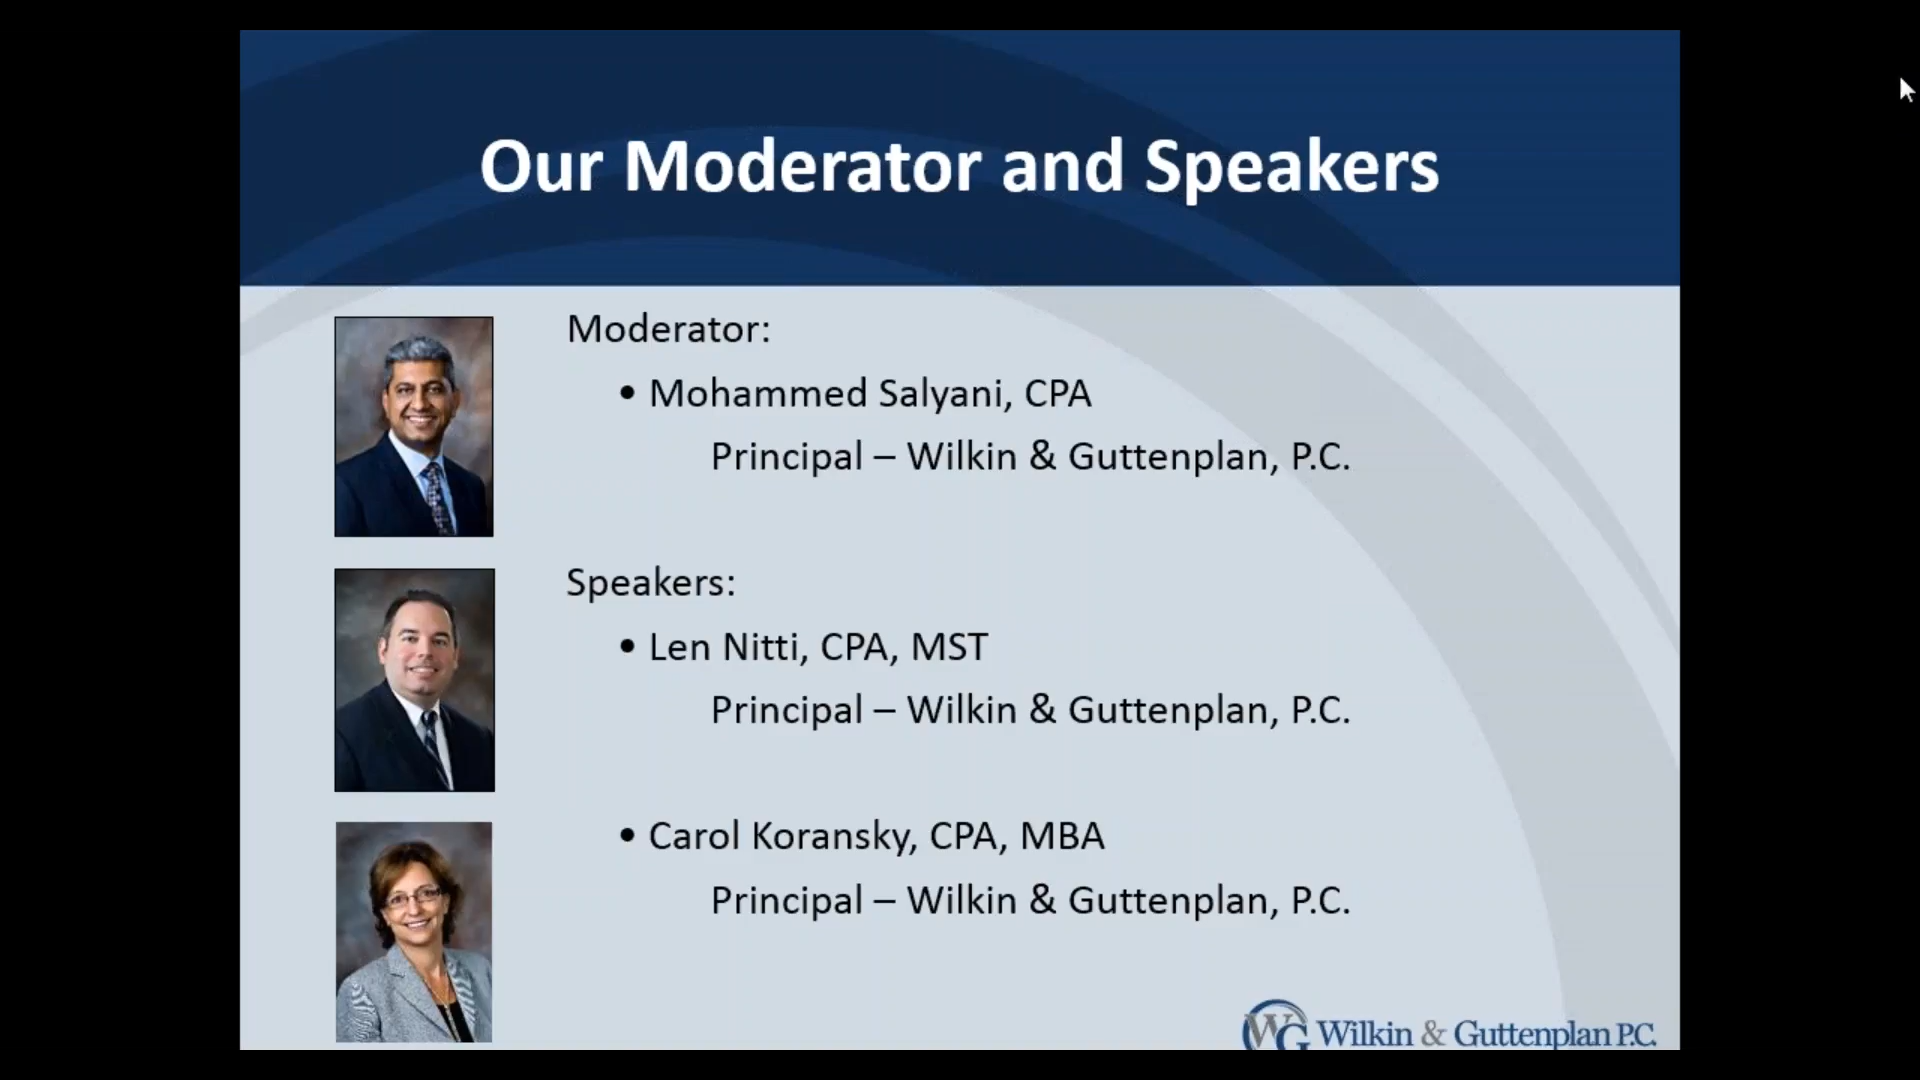 Our Moderator and Speakers
Moderator:
• Mohammed Salyani, CPA
Principal – Wilkin & Guttenplan, P.C.
Speakers:
• Len Nitti, CPA, MST
Principal – Wilkin & Guttenplan, P.C.
• Carol Koransky, CPA, MBA
Principal – Wilkin & Guttenplan, P.C.
WG Wilkin & Guttenplan P.C.